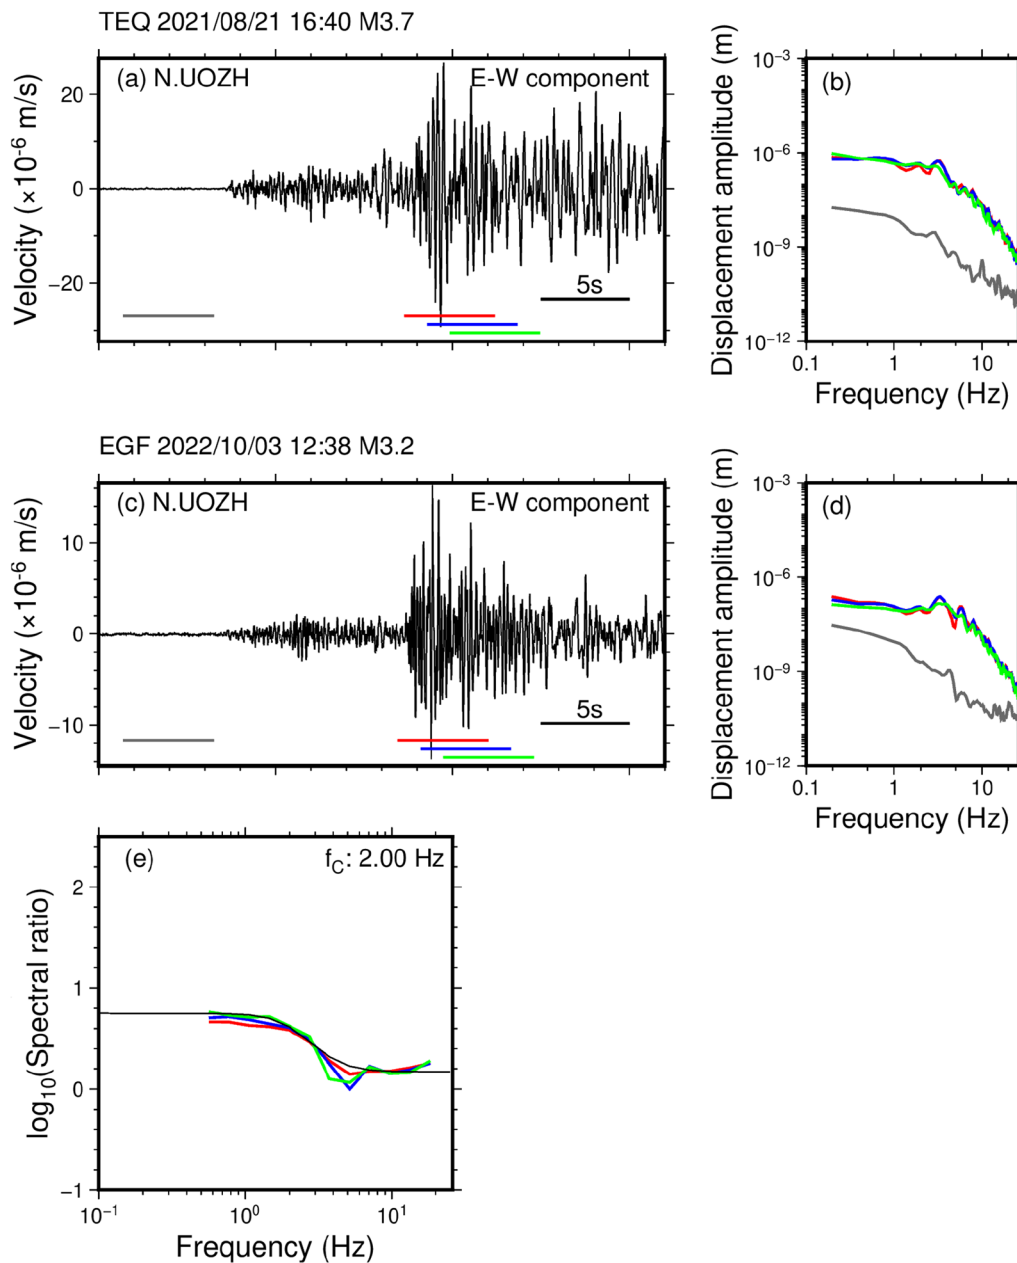 TEQ 2021/08/21 16:40 M3.7
(a) N.UOZH
E-W component
Velocity (×10⁻⁶ m/s)
20
0
−20
5s
(b)
Displacement amplitude (m)
10⁻³
10⁻⁶
10⁻⁹
10⁻¹²
0.1
1
10
Frequency (Hz)
EGF 2022/10/03 12:38 M3.2
(c) N.UOZH
E-W component
Velocity (×10⁻⁶ m/s)
10
0
−10
5s
(d)
Displacement amplitude (m)
10⁻³
10⁻⁶
10⁻⁹
10⁻¹²
0.1
1
10
Frequency (Hz)
(e)
f_C: 2.00 Hz
log₁₀(Spectral ratio)
2
1
0
−1
10⁻¹
10⁰
10¹
Frequency (Hz)